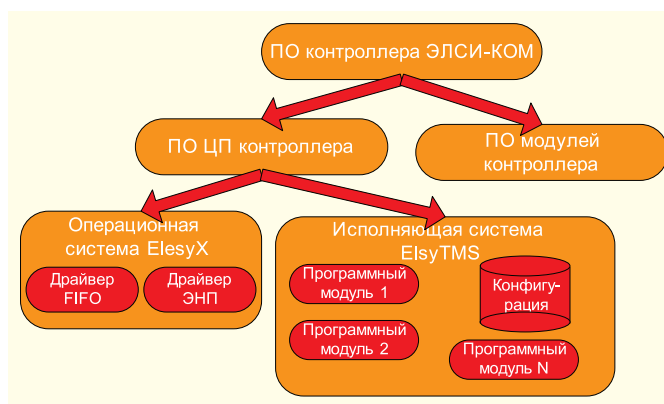 ПО контроллера ЭЛСИ-КОМ
ПО ЦП контроллера
ПО модулей
контроллера
Операционная
система ElesyX
Драйвер
FIFO
Драйвер
ЭНП
Исполняющая система
ElsyTMS
Программный
модуль 1
Программный
модуль 2
Конфигу-
рация
Программный
модуль N